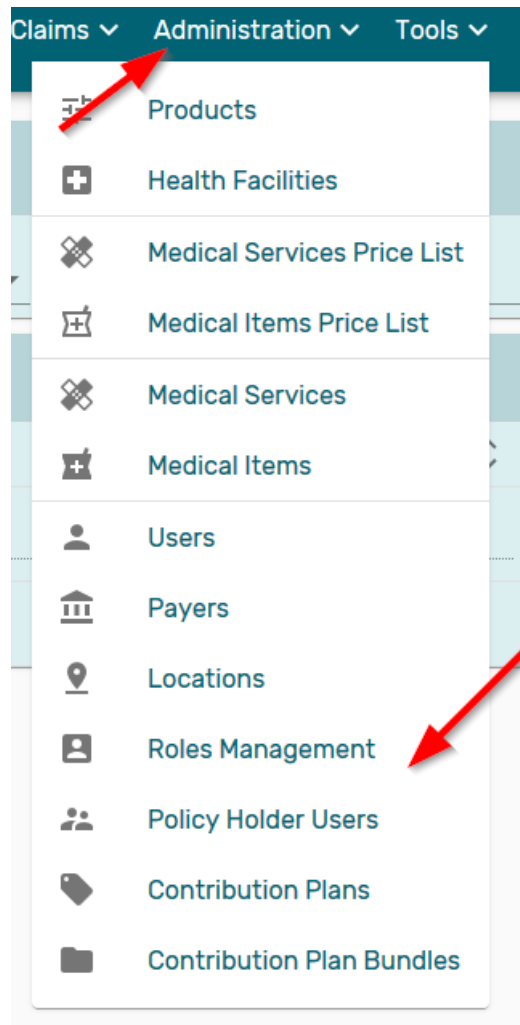 Claims Administration Tools
Products
Health Facilities
Medical Services Price List
Medical Items Price List
Medical Services
Medical Items
Users
Payers
Locations
Roles Management
Policy Holder Users
Contribution Plans
Contribution Plan Bundles